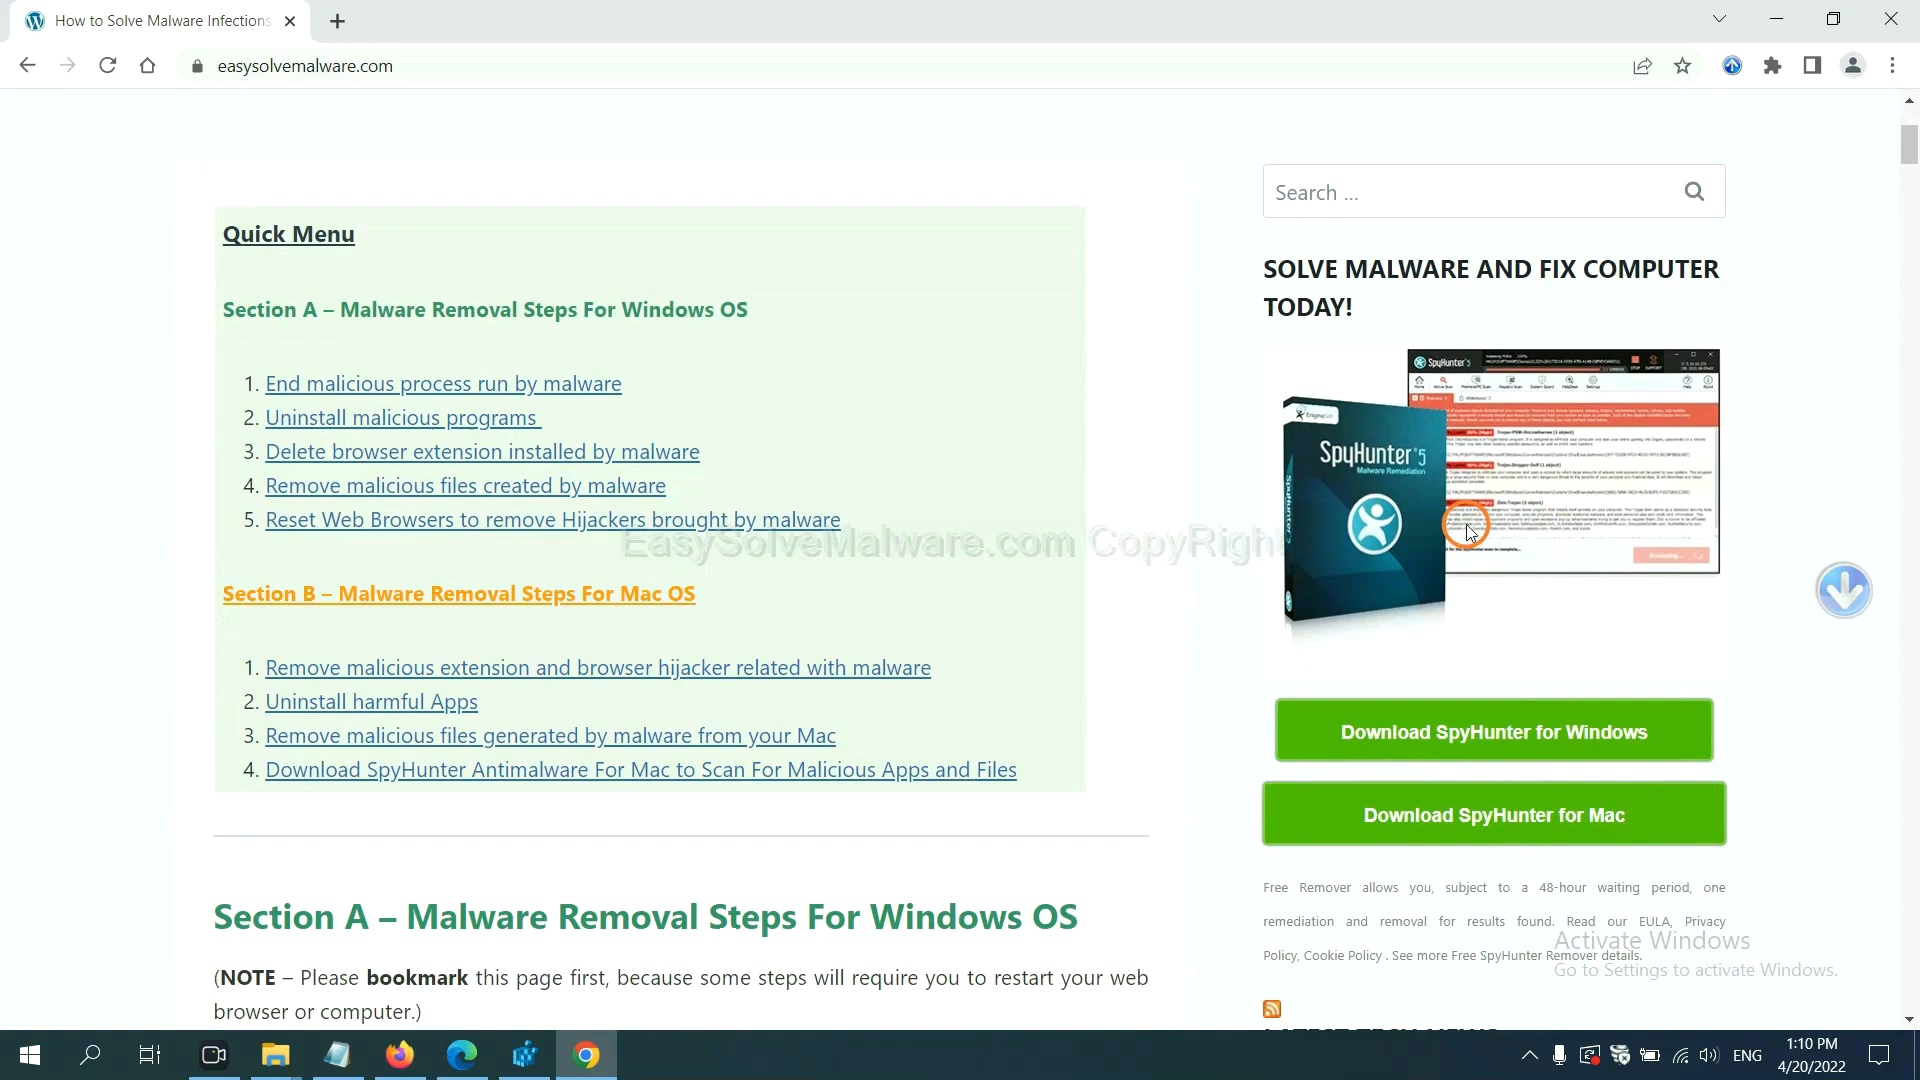 How to Solve Malware Infections
easysolvemalware.com
Search ...
Quick Menu
Section A – Malware Removal Steps For Windows OS
1. End malicious process run by malware
2. Uninstall malicious programs
3. Delete browser extension installed by malware
4. Remove malicious files created by malware
5. Reset Web Browsers to remove Hijackers brought by malware
EasySolveMalware.com CopyRight
Section B – Malware Removal Steps For Mac OS
1. Remove malicious extension and browser hijacker related with malware
2. Uninstall harmful Apps
3. Remove malicious files generated by malware from your Mac
4. Download SpyHunter Antimalware For Mac to Scan For Malicious Apps and Files
Section A – Malware Removal Steps For Windows OS
(NOTE – Please bookmark this page first, because some steps will require you to restart your web
browser or computer.)
SOLVE MALWARE AND FIX COMPUTER
TODAY!
SpyHunter 5
EnigmaSoft
SpyHunter 5
Malware Remediation
SpyHunter 5
Scanning...
Download SpyHunter for Windows
Download SpyHunter for Mac
Free Remover allows you, subject to a 48-hour waiting period, one
remediation and removal for results found. Read our EULA, Privacy
Policy, Cookie Policy . See more Free SpyHunter Remover details.
Activate Windows
Go to Settings to activate Windows.
LATEST TECH NEWS
ENG
1:10 PM
4/20/2022